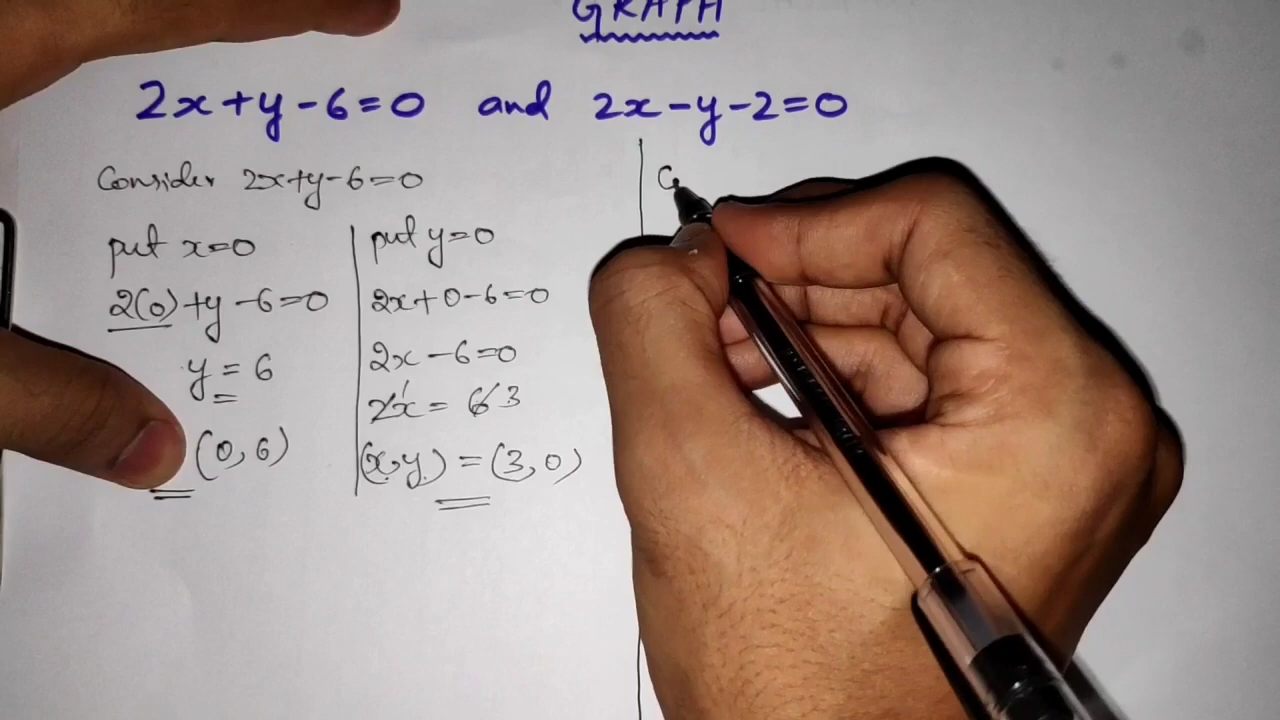 GRAPH
2x+y-6=0 and 2x-y-2=0
Consider 2x+y-6=0
put x=0
2(0)+y-6=0
y = 6
(0,6)
put y=0
2x+0-6=0
2x-6=0
2x = 6 3
(x,y) = (3,0)